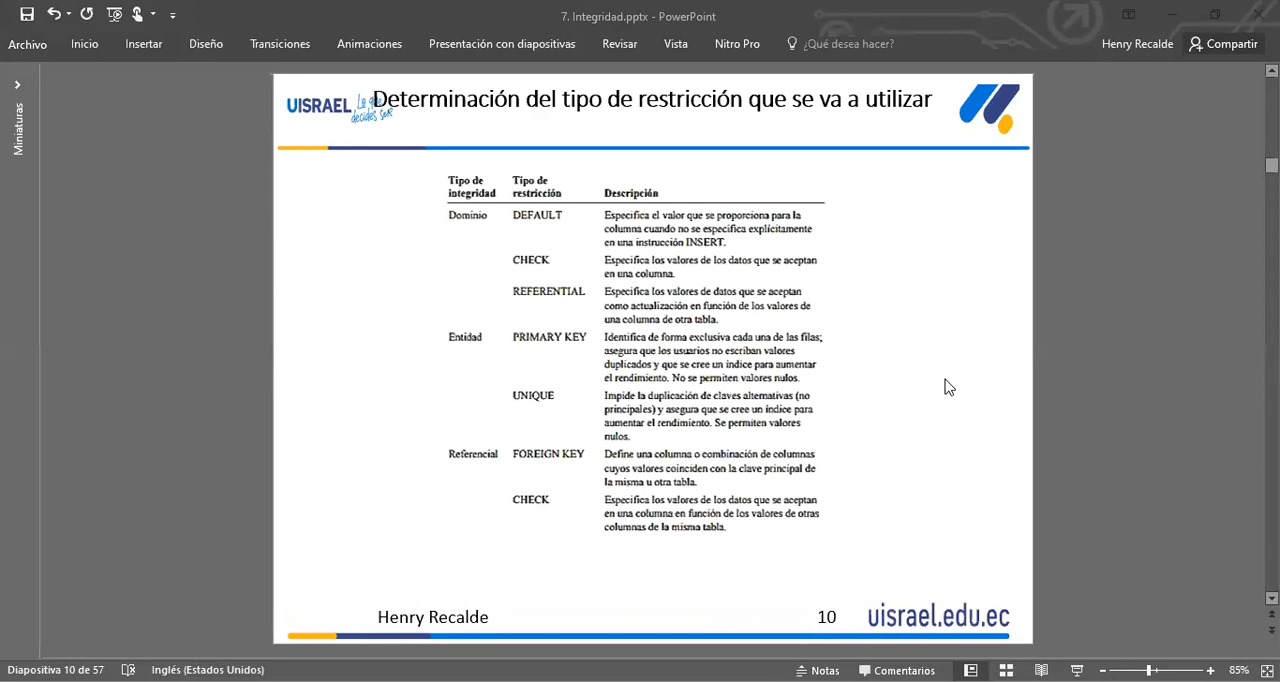 7. Integridad.pptx - PowerPoint
Archivo Inicio Insertar Diseño Transiciones Animaciones Presentación con diapositivas Revisar Vista Nitro Pro ¿Qué desea hacer? Henry Recalde Compartir
Miniaturas
UISRAEL Lo que decides ser
Determinación del tipo de restricción que se va a utilizar
Tipo de Tipo de
integridad restricción Descripción
Dominio DEFAULT Especifica el valor que se proporciona para la
columna cuando no se especifica explícitamente
en una instrucción INSERT.
CHECK Especifica los valores de los datos que se aceptan
en una columna.
REFERENTIAL Especifica los valores de datos que se aceptan
como actualización en función de los valores de
una columna de otra tabla.
Entidad PRIMARY KEY Identifica de forma exclusiva cada una de las filas;
asegura que los usuarios no escriban valores
duplicados y que se cree un índice para aumentar
el rendimiento. No se permiten valores nulos.
UNIQUE Impide la duplicación de claves alternativas (no
principales) y asegura que se cree un índice para
aumentar el rendimiento. Se permiten valores
nulos.
Referencial FOREIGN KEY Define una columna o combinación de columnas
cuyos valores coinciden con la clave principal de
la misma u otra tabla.
CHECK Especifica los valores de los datos que se aceptan
en una columna en función de los valores de otras
columnas de la misma tabla.
Henry Recalde 10 uisrael.edu.ec
Diapositiva 10 de 57 Inglés (Estados Unidos) Notas Comentarios 85%